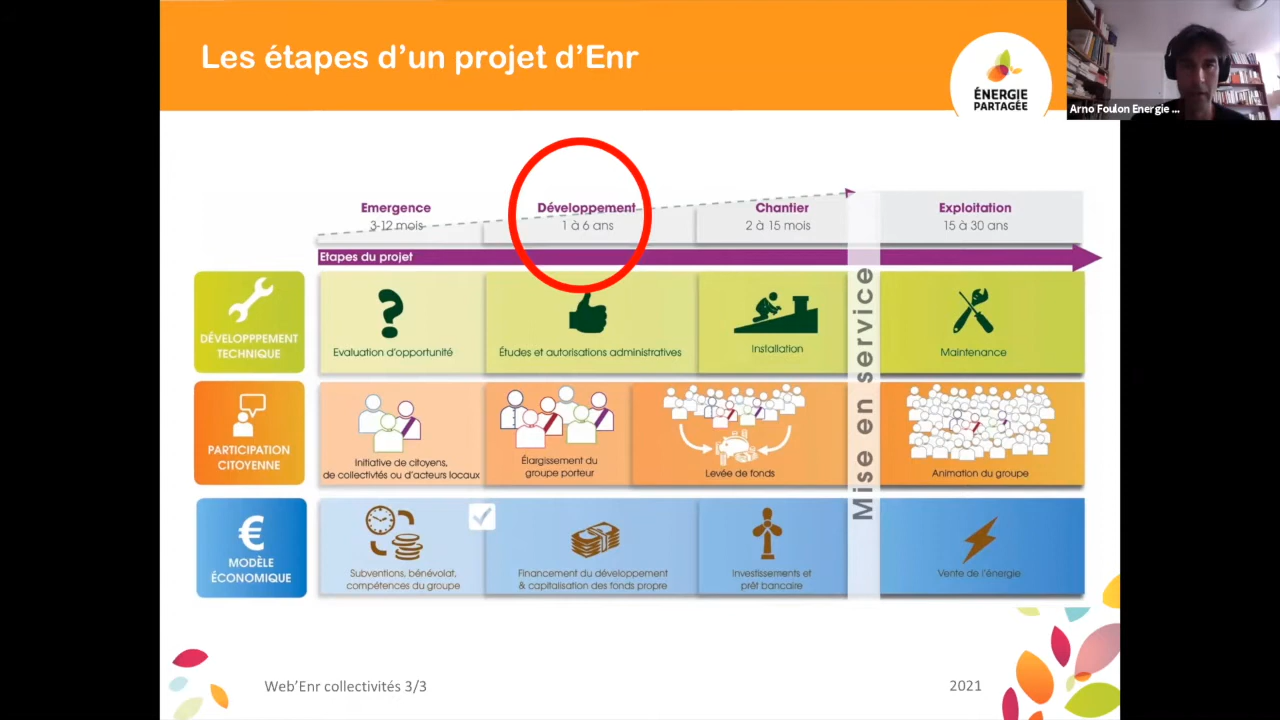 Les étapes d’un projet d’Enr
ÉNERGIE
PARTAGÉE
Arno Foulon Energie ...
Emergence
3-12 mois
Développement
1 à 6 ans
Chantier
2 à 15 mois
Exploitation
15 à 30 ans
Etapes du projet
Mise en service
DÉVELOPPPEMENT
TECHNIQUE
Evaluation d'opportunité
Études et autorisations administratives
Installation
Maintenance
PARTICIPATION
CITOYENNE
Initiative de citoyens,
de collectivités ou d'acteurs locaux
Élargissement du
groupe porteur
Levée de fonds
Animation du groupe
€
MODÈLE
ÉCONOMIQUE
Subventions, bénévolat,
compétences du groupe
Financement du développement
& capitalisation des fonds propre
Investissements et
prêt bancaire
Vente de l'énergie
Web’Enr collectivités 3/3
2021